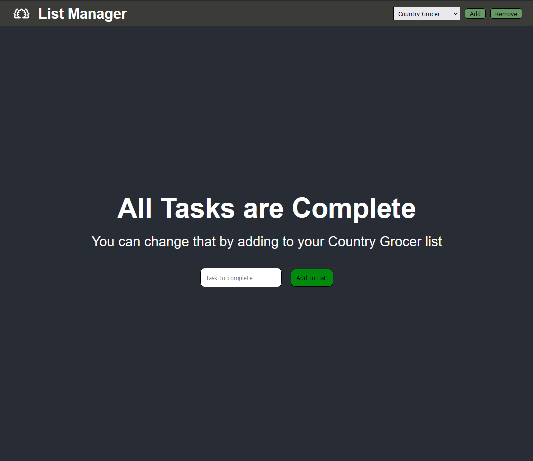 List Manager
Country Grocer
Add
Remove
All Tasks are Complete
You can change that by adding to your Country Grocer list
Task to complete
Add to list